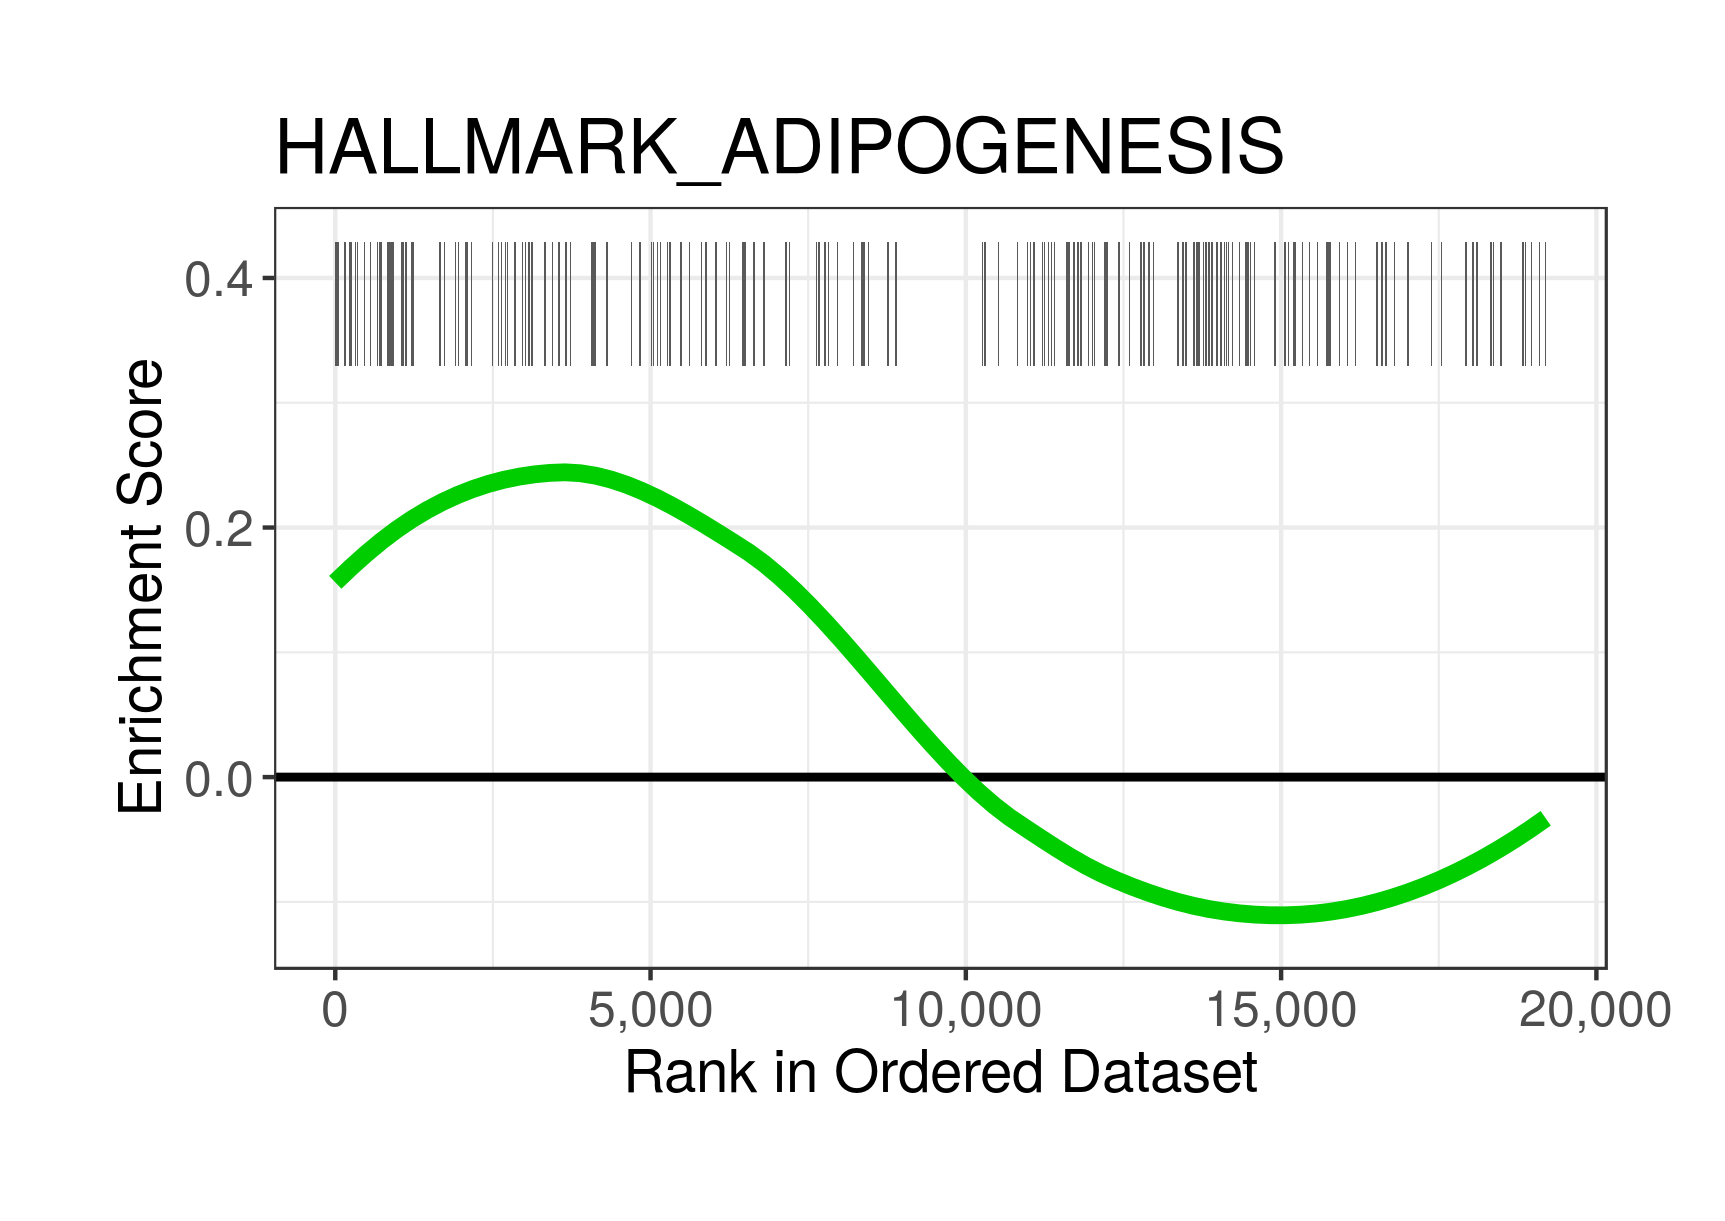 HALLMARK_ADIPOGENESIS
Enrichment Score
0.4
0.2
0.0
0 5,000 10,000 15,000 20,000
Rank in Ordered Dataset